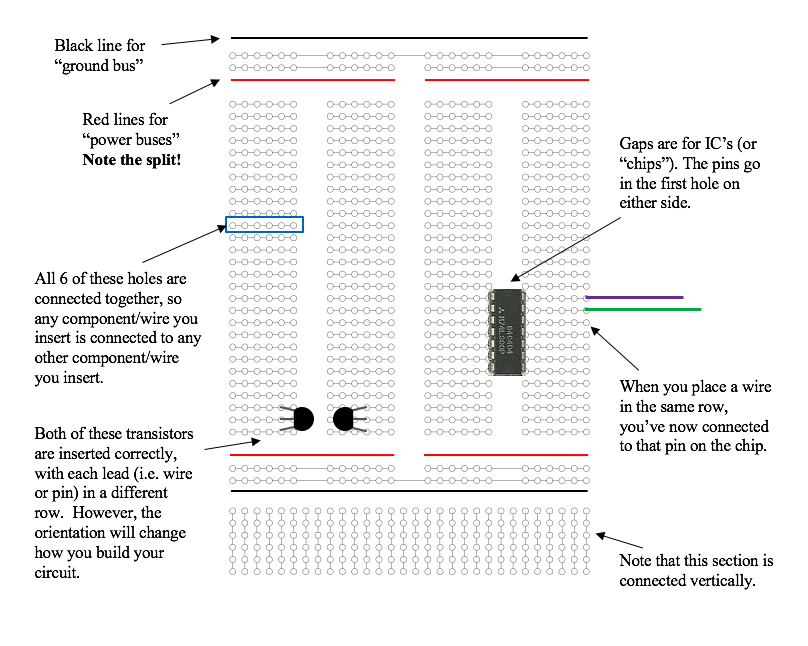 Black line for
“ground bus”
Red lines for
“power buses”
Note the split!
Gaps are for IC’s (or
“chips”). The pins go
in the first hole on
either side.
All 6 of these holes are
connected together, so
any component/wire you
insert is connected to any
other component/wire
you insert.
When you place a wire
in the same row,
you’ve now connected
to that pin on the chip.
Both of these transistors
are inserted correctly,
with each lead (i.e. wire
or pin) in a different
row. However, the
orientation will change
how you build your
circuit.
Note that this section is
connected vertically.